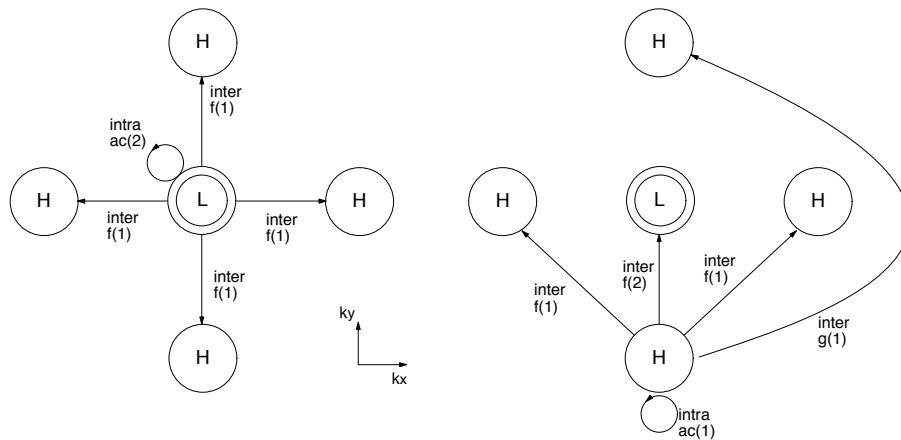 H
inter
f(1)
intra
ac(2)
H
L
H
inter
f(1)
inter
f(1)
inter
f(1)
H
ky
kx
H
H
L
H
inter
f(1)
inter
f(2)
inter
f(1)
inter
g(1)
H
intra
ac(1)